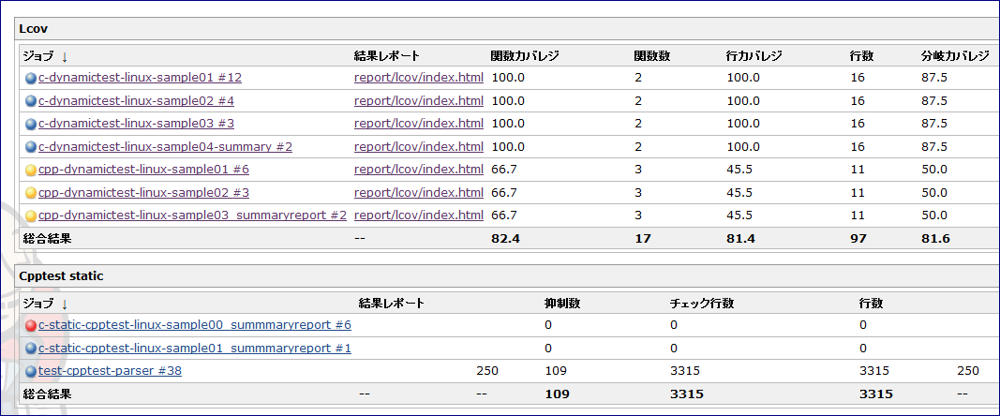 Lcov
ジョブ ↓ 結果レポート 関数カバレジ 関数数 行カバレジ 行数 分岐カバレジ
c-dynamictest-linux-sample01 #12 report/lcov/index.html 100.0 2 100.0 16 87.5
c-dynamictest-linux-sample02 #4 report/lcov/index.html 100.0 2 100.0 16 87.5
c-dynamictest-linux-sample03 #3 report/lcov/index.html 100.0 2 100.0 16 87.5
c-dynamictest-linux-sample04-summary #2 report/lcov/index.html 100.0 2 100.0 16 87.5
cpp-dynamictest-linux-sample01 #6 report/lcov/index.html 66.7 3 45.5 11 50.0
cpp-dynamictest-linux-sample02 #3 report/lcov/index.html 66.7 3 45.5 11 50.0
cpp-dynamictest-linux-sample03_summaryreport #2 report/lcov/index.html 66.7 3 45.5 11 50.0
総合結果 -- 82.4 17 81.4 97 81.6
Cpptest static
ジョブ ↓ 結果レポート 抑制数 チェック行数 行数
c-static-cpptest-linux-sample00_summmaryreport #6 0 0 0
c-static-cpptest-linux-sample01_summmaryreport #1 0 0 0
test-cpptest-parser #38 250 109 3315 3315 250
総合結果 -- -- 109 3315 3315 --